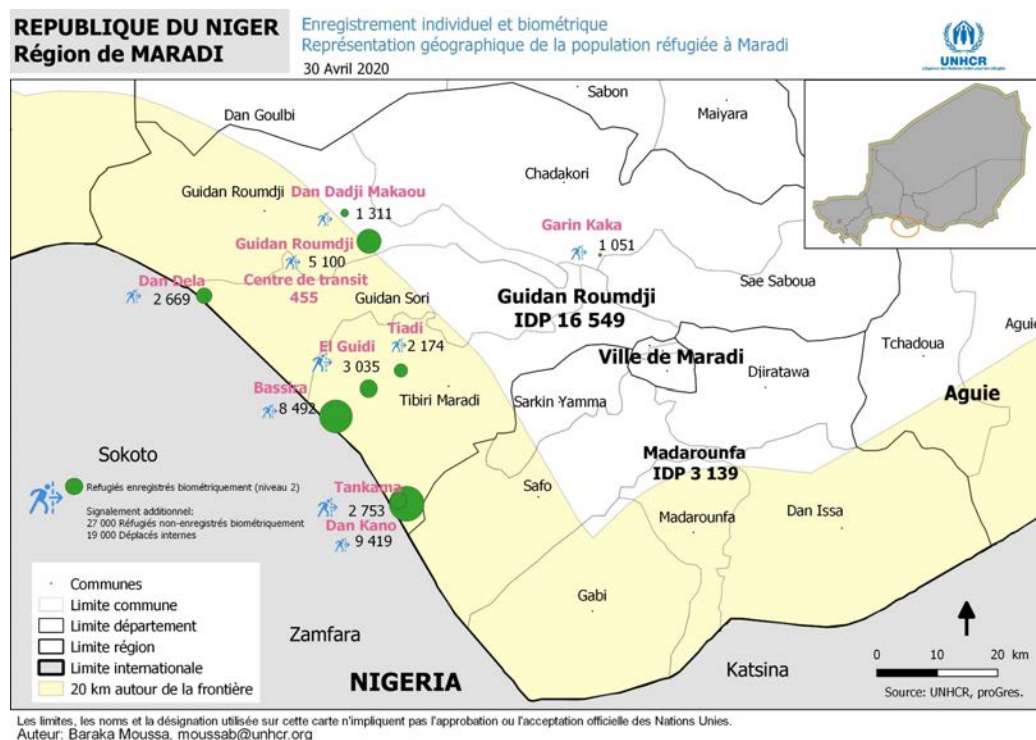 REPUBLIQUE DU NIGER
Région de MARADI
Enregistrement individuel et biométrique
Représentation géographique de la population réfugiée à Maradi
30 Avril 2020
UNHCR
L'Agence des Nations Unies pour les réfugiés
Sabon
Dan Goulbi
Maiyara
Chadakori
Guidan Roumdji
Dan Dadji Makaou
1 311
Garin Kaka
1 051
Guidan Roumdji
5 100
Dan Dela
2 669
Centre de transit
455
Guidan Sori
Sae Saboua
Guidan Roumdji
IDP 16 549
Tiadi
2 174
El Guidi
3 035
Ville de Maradi
Tchadoua
Aguie
Djiratawa
Bassira
8 492
Tibiri Maradi
Sarkin Yamma
Aguie
Madarounfa
IDP 3 139
Sokoto
Safo
Tankama
2 753
Dan Kano
9 419
Madarounfa
Dan Issa
Gabi
Refugiés enregistrés biométriquement (niveau 2)
Signalement additionnel:
27 000 Réfugiés non-enregistrés biométriquement
19 000 Déplacés internes
Communes
Limite commune
Limite département
Limite région
Limite internationale
20 km autour de la frontière
Zamfara
NIGERIA
Katsina
0 10 20 km
Source: UNHCR, proGres.
Les limites, les noms et la désignation utilisée sur cette carte n'impliquent pas l'approbation ou l'acceptation officielle des Nations Unies.
Auteur: Baraka Moussa, moussab@unhcr.org